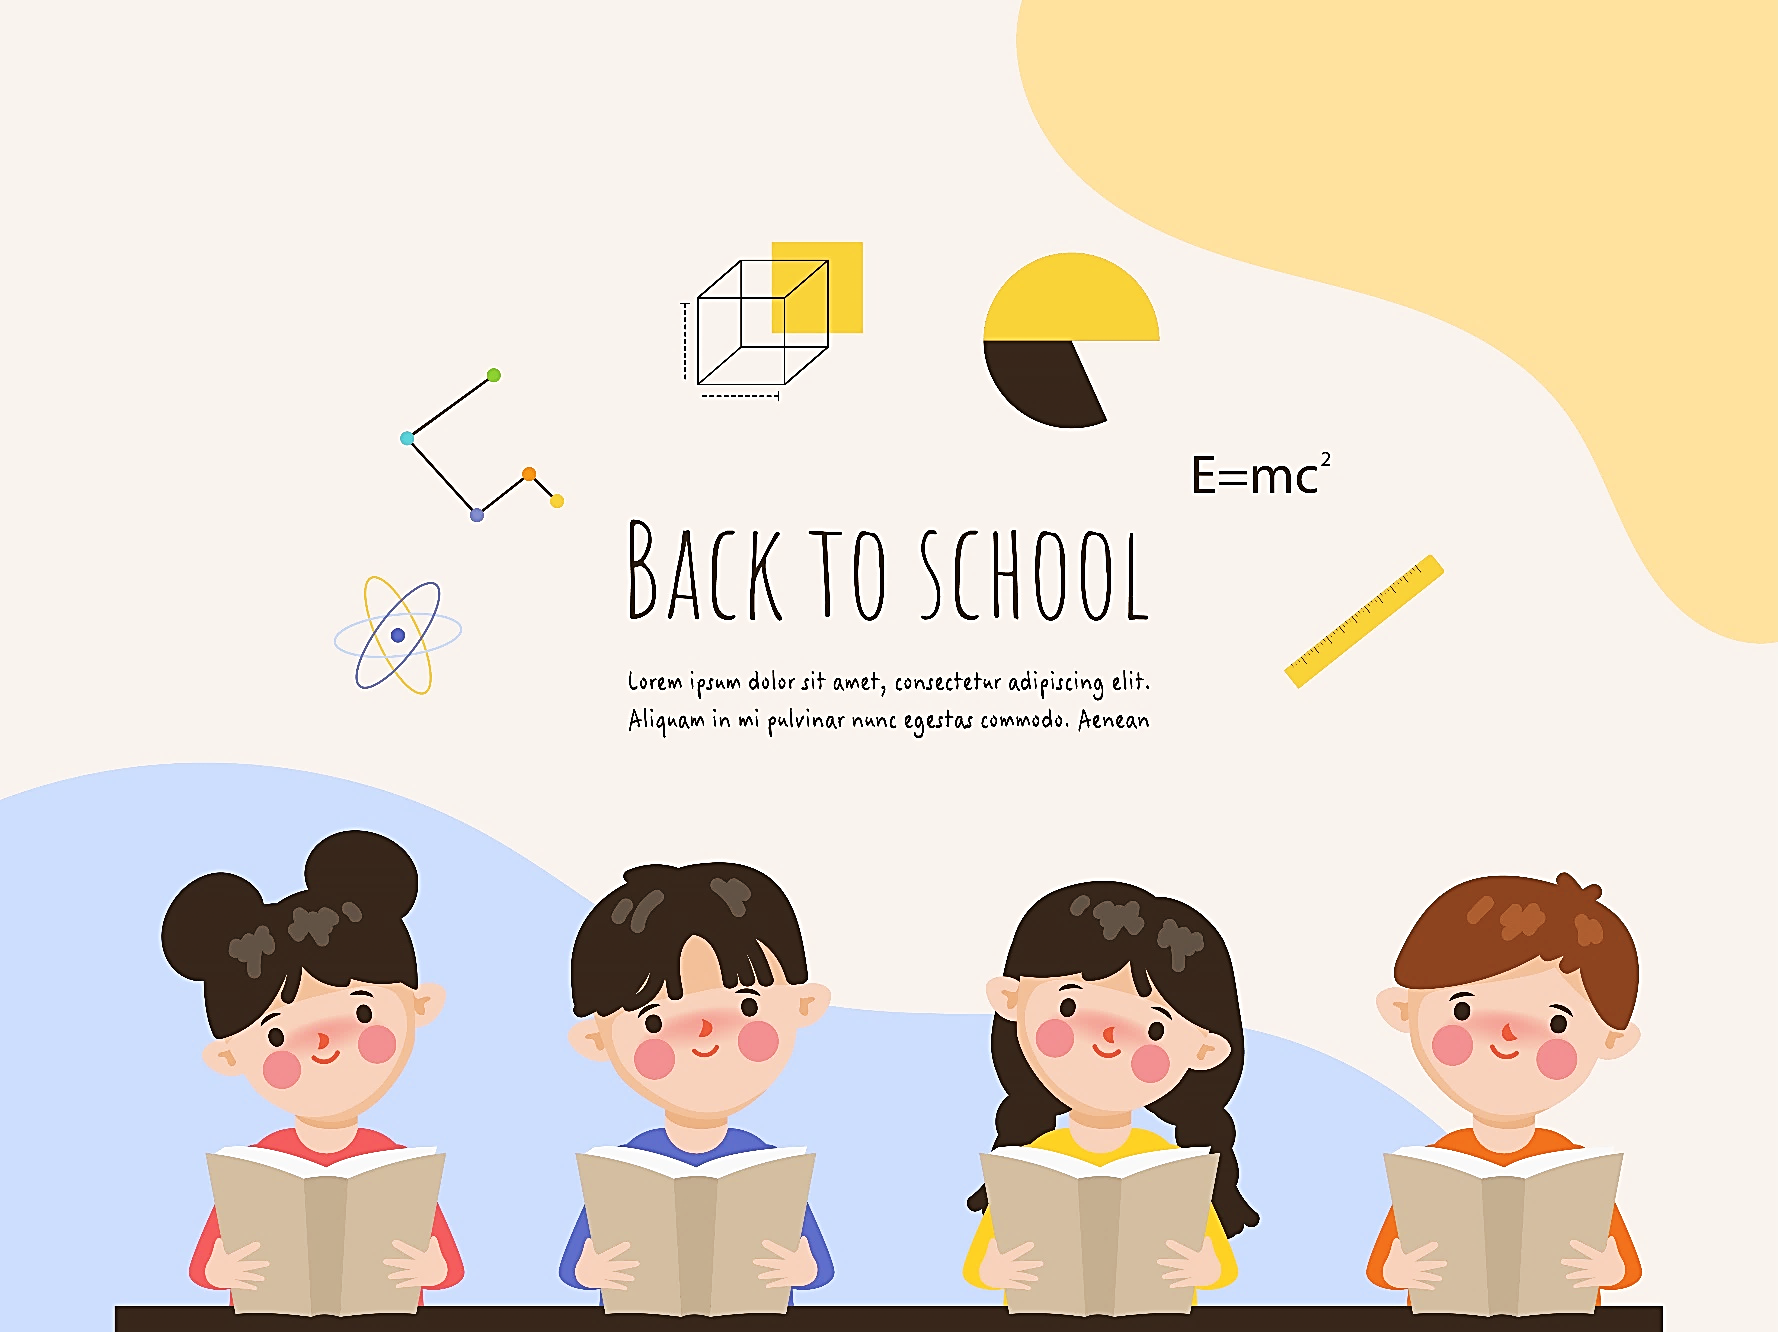 E=mc²
BACK TO SCHOOL
Lorem ipsum dolor sit amet, consectetur adipiscing elit.
Aliquam in mi pulvinar nunc egestas commodo. Aenean